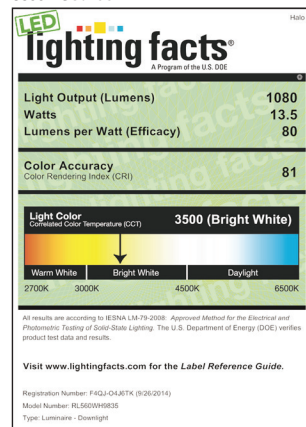 Halo
LED
lighting facts®
A Program of the U.S. DOE
Light Output (Lumens) 1080
Watts 13.5
Lumens per Watt (Efficacy) 80
Color Accuracy
Color Rendering Index (CRI) 81
Light Color
Correlated Color Temperature (CCT) 3500 (Bright White)
Warm White Bright White Daylight
2700K 3000K 4500K 6500K
All results are according to IESNA LM-79-2008: Approved Method for the Electrical and
Photometric Testing of Solid-State Lighting. The U.S. Department of Energy (DOE) verifies
product test data and results.
Visit www.lightingfacts.com for the Label Reference Guide.
Registration Number: F4QJ-O4J6TK (9/26/2014)
Model Number: RL560WH9835
Type: Luminaire - Downlight